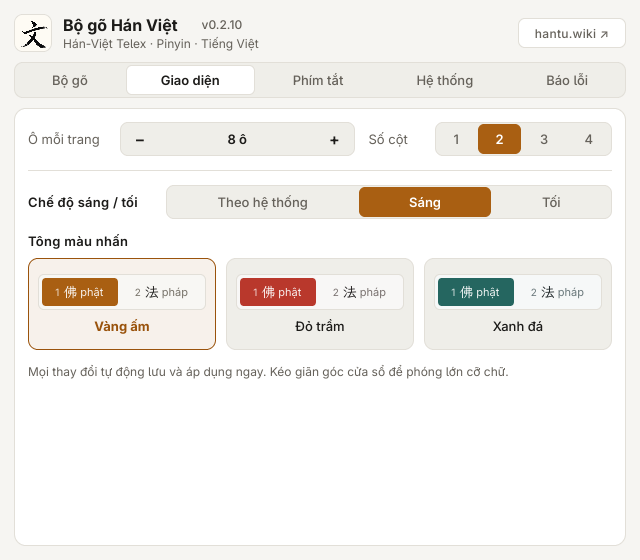 文
Bộ gõ Hán Việt v0.2.10
Hán-Việt Telex · Pinyin · Tiếng Việt
hantu.wiki ↗
Bộ gõ Giao diện Phím tắt Hệ thống Báo lỗi
Ô mỗi trang − 8 ô + Số cột 1 2 3 4
Chế độ sáng / tối Theo hệ thống Sáng Tối
Tông màu nhấn
1 佛 phật 2 法 pháp 1 佛 phật 2 法 pháp 1 佛 phật 2 法 pháp
Vàng ấm Đỏ trầm Xanh đá
Mọi thay đổi tự động lưu và áp dụng ngay. Kéo giãn góc cửa sổ để phóng lớn cỡ chữ.